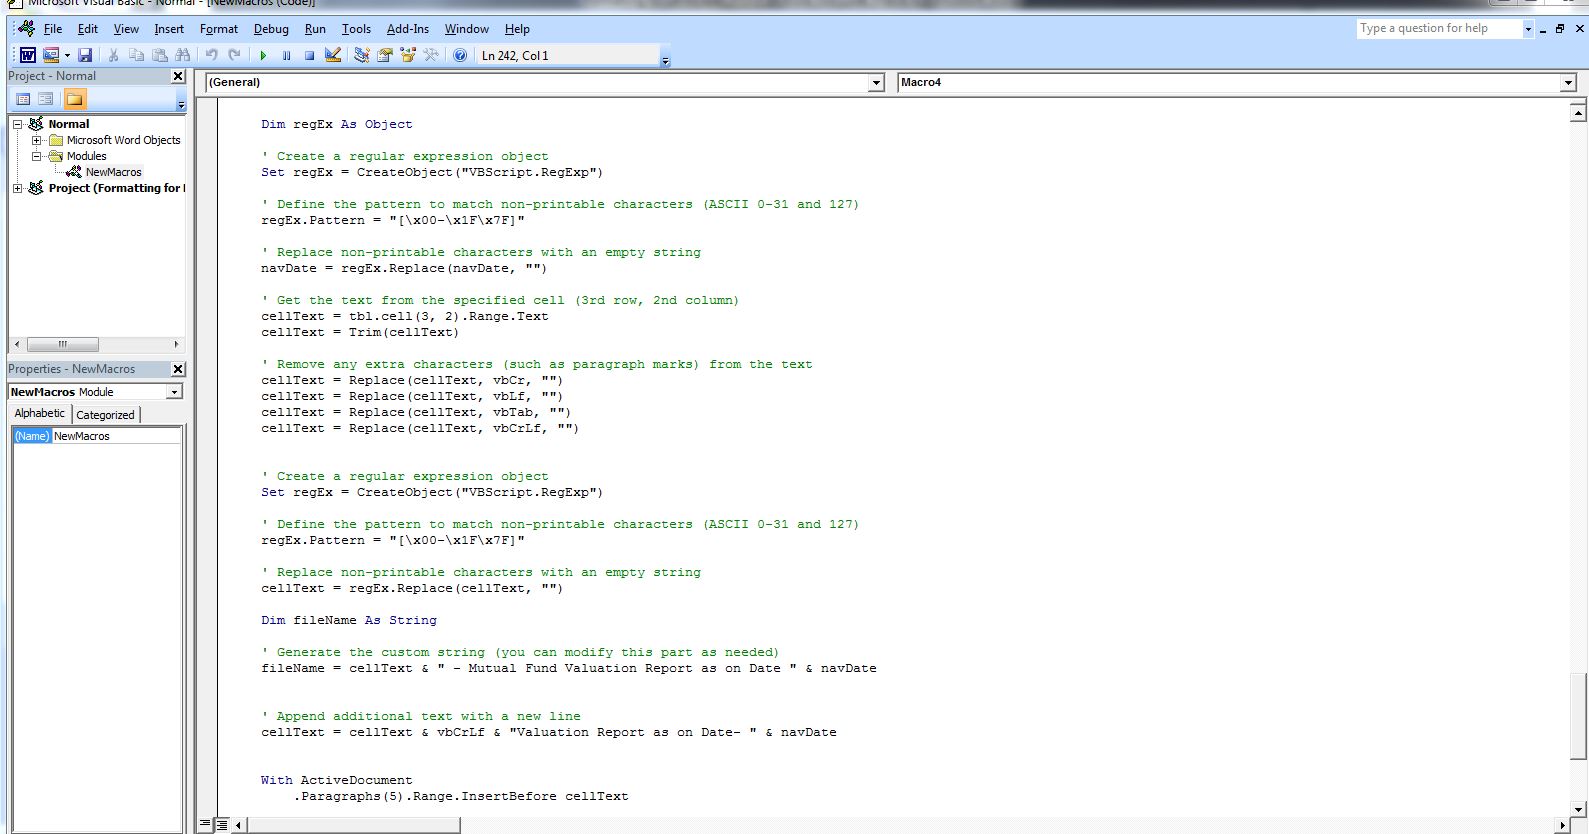 Microsoft Visual Basic - Normal - [NewMacros (Code)]
File Edit View Insert Format Debug Run Tools Add-Ins Window Help
Type a question for help
Ln 242, Col 1
Project - Normal
(General)
Macro4
Normal
Microsoft Word Objects
Modules
NewMacros
Project (Formatting for
Properties - NewMacros
NewMacros Module
Alphabetic Categorized
(Name) NewMacros
Dim regEx As Object
' Create a regular expression object
Set regEx = CreateObject("VBScript.RegExp")
' Define the pattern to match non-printable characters (ASCII 0-31 and 127)
regEx.Pattern = "[\x00-\x1F\x7F]"
' Replace non-printable characters with an empty string
navDate = regEx.Replace(navDate, "")
' Get the text from the specified cell (3rd row, 2nd column)
cellText = tbl.cell(3, 2).Range.Text
cellText = Trim(cellText)
' Remove any extra characters (such as paragraph marks) from the text
cellText = Replace(cellText, vbCr, "")
cellText = Replace(cellText, vbLf, "")
cellText = Replace(cellText, vbTab, "")
cellText = Replace(cellText, vbCrLf, "")
' Create a regular expression object
Set regEx = CreateObject("VBScript.RegExp")
' Define the pattern to match non-printable characters (ASCII 0-31 and 127)
regEx.Pattern = "[\x00-\x1F\x7F]"
' Replace non-printable characters with an empty string
cellText = regEx.Replace(cellText, "")
Dim fileName As String
' Generate the custom string (you can modify this part as needed)
fileName = cellText & " - Mutual Fund Valuation Report as on Date " & navDate
' Append additional text with a new line
cellText = cellText & vbCrLf & "Valuation Report as on Date- " & navDate
With ActiveDocument
.Paragraphs(5).Range.InsertBefore cellText